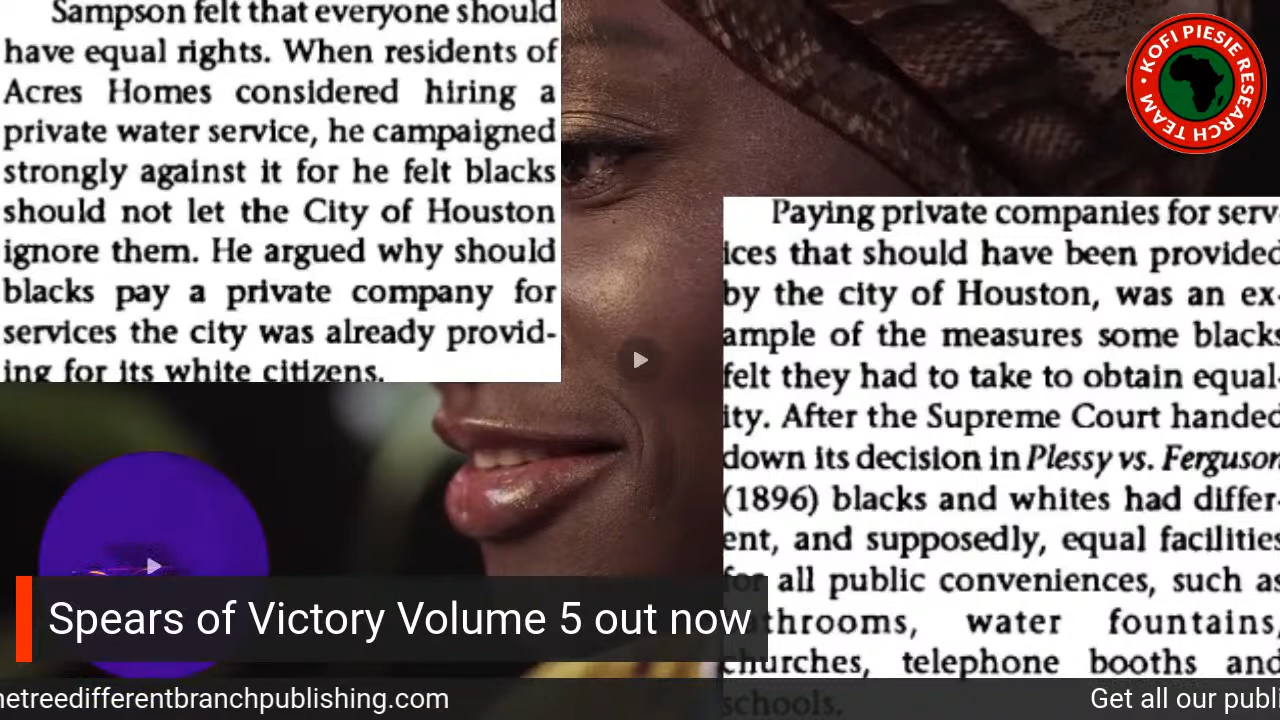 Sampson felt that everyone should
have equal rights. When residents of
Acres Homes considered hiring a
private water service, he campaigned
strongly against it for he felt blacks
should not let the City of Houston
ignore them. He argued why should
blacks pay a private company for
services the city was already provid-
ing for its white citizens.
KOFI PIESIE RESEARCH TEAM
Paying private companies for serv-
ices that should have been provided
by the city of Houston, was an ex-
ample of the measures some blacks
felt they had to take to obtain equal-
ity. After the Supreme Court handed
down its decision in Plessy vs. Ferguson
(1896) blacks and whites had differ-
ent, and supposedly, equal facilities
for all public conveniences, such as
athrooms, water fountains,
churches, telephone booths and
schools.
Spears of Victory Volume 5 out now
netreedifferentbranchpublishing.com
Get all our publi